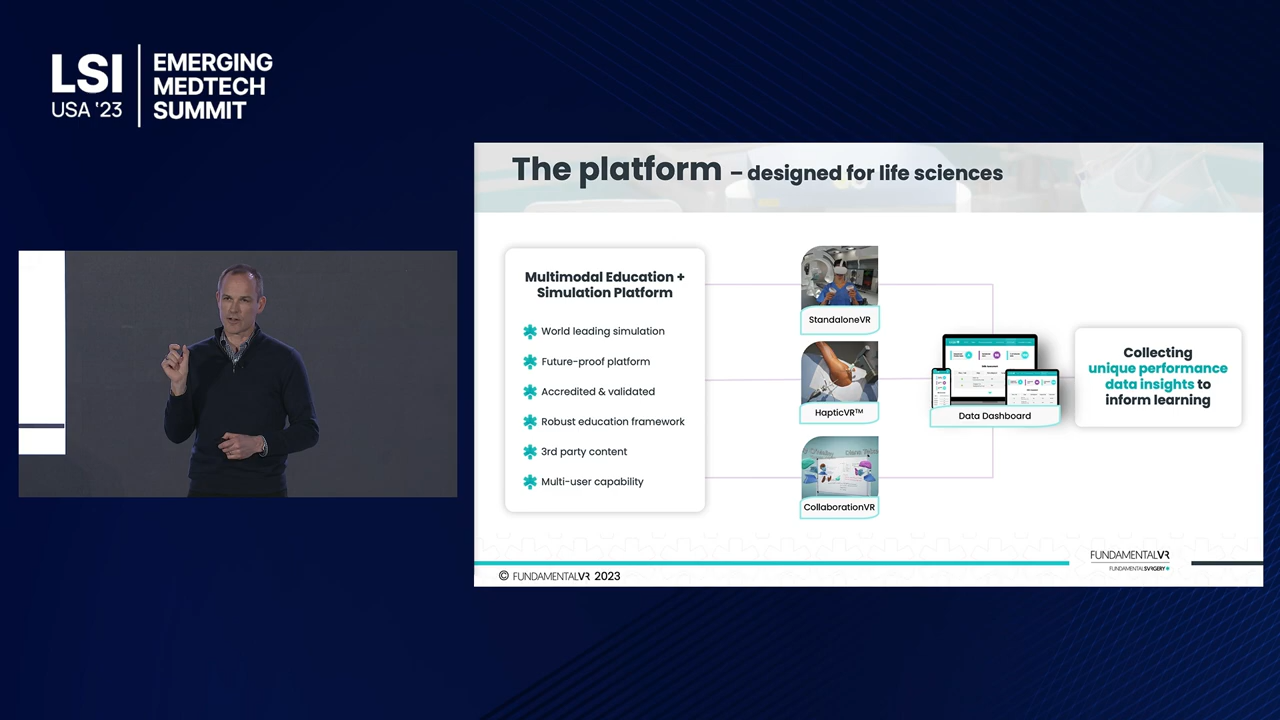 LSI
USA '23
EMERGING
MEDTECH
SUMMIT
The platform – designed for life sciences
Multimodal Education +
Simulation Platform
World leading simulation
Future-proof platform
Accredited & validated
Robust education framework
3rd party content
Multi-user capability
StandaloneVR
HapticVR™
CollaborationVR
Data Dashboard
Collecting
unique performance
data insights to
inform learning
© FUNDAMENTALVR 2023
FUNDAMENTALVR
FUNDAMENTALSVRGERY